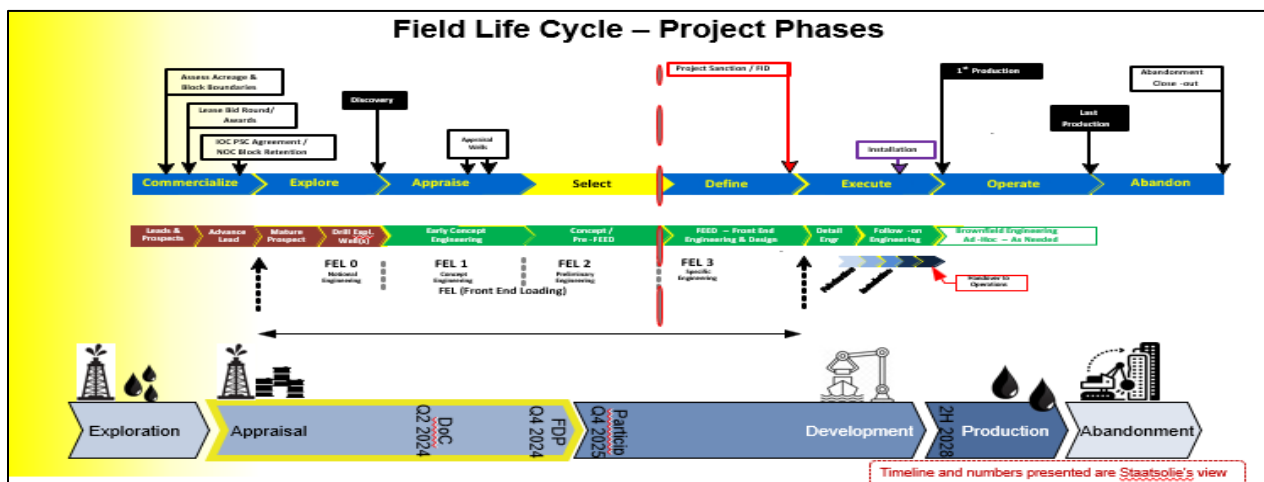 Field Life Cycle – Project Phases
Assess Acreage &
Block Boundaries
Lease Bid Round/
Awards
IOC PSC Agreement /
NOC Block Retention
Discovery
Appraisal
Wells
Project Sanction / FID
Installation
1st Production
Last
Production
Abandonment
Close -out
Commercialize
Explore
Appraise
Select
Define
Execute
Operate
Abandon
Leads &
Prospects
Advance
Lead
Mature
Prospect
Drill Expl.
Well(s)
Early Concept
Engineering
Concept /
Pre -FEED
FEED – Front End
Engineering & Design
Detail
Engr
Follow -on
Engineering
Brownfield Engineering
Ad -Hoc – As Needed
FEL 0
Notional
Engineering
FEL 1
Concept
Engineering
FEL 2
Preliminary
Engineering
FEL 3
Specific
Engineering
FEL (Front End Loading)
Handover to
Operations
Exploration
Appraisal
DoC
Q2 2024
FDP
Q4 2024
Particip
Q4 2025
Development
2H 2028
Production
Abandonment
Timeline and numbers presented are Staatsolie's view